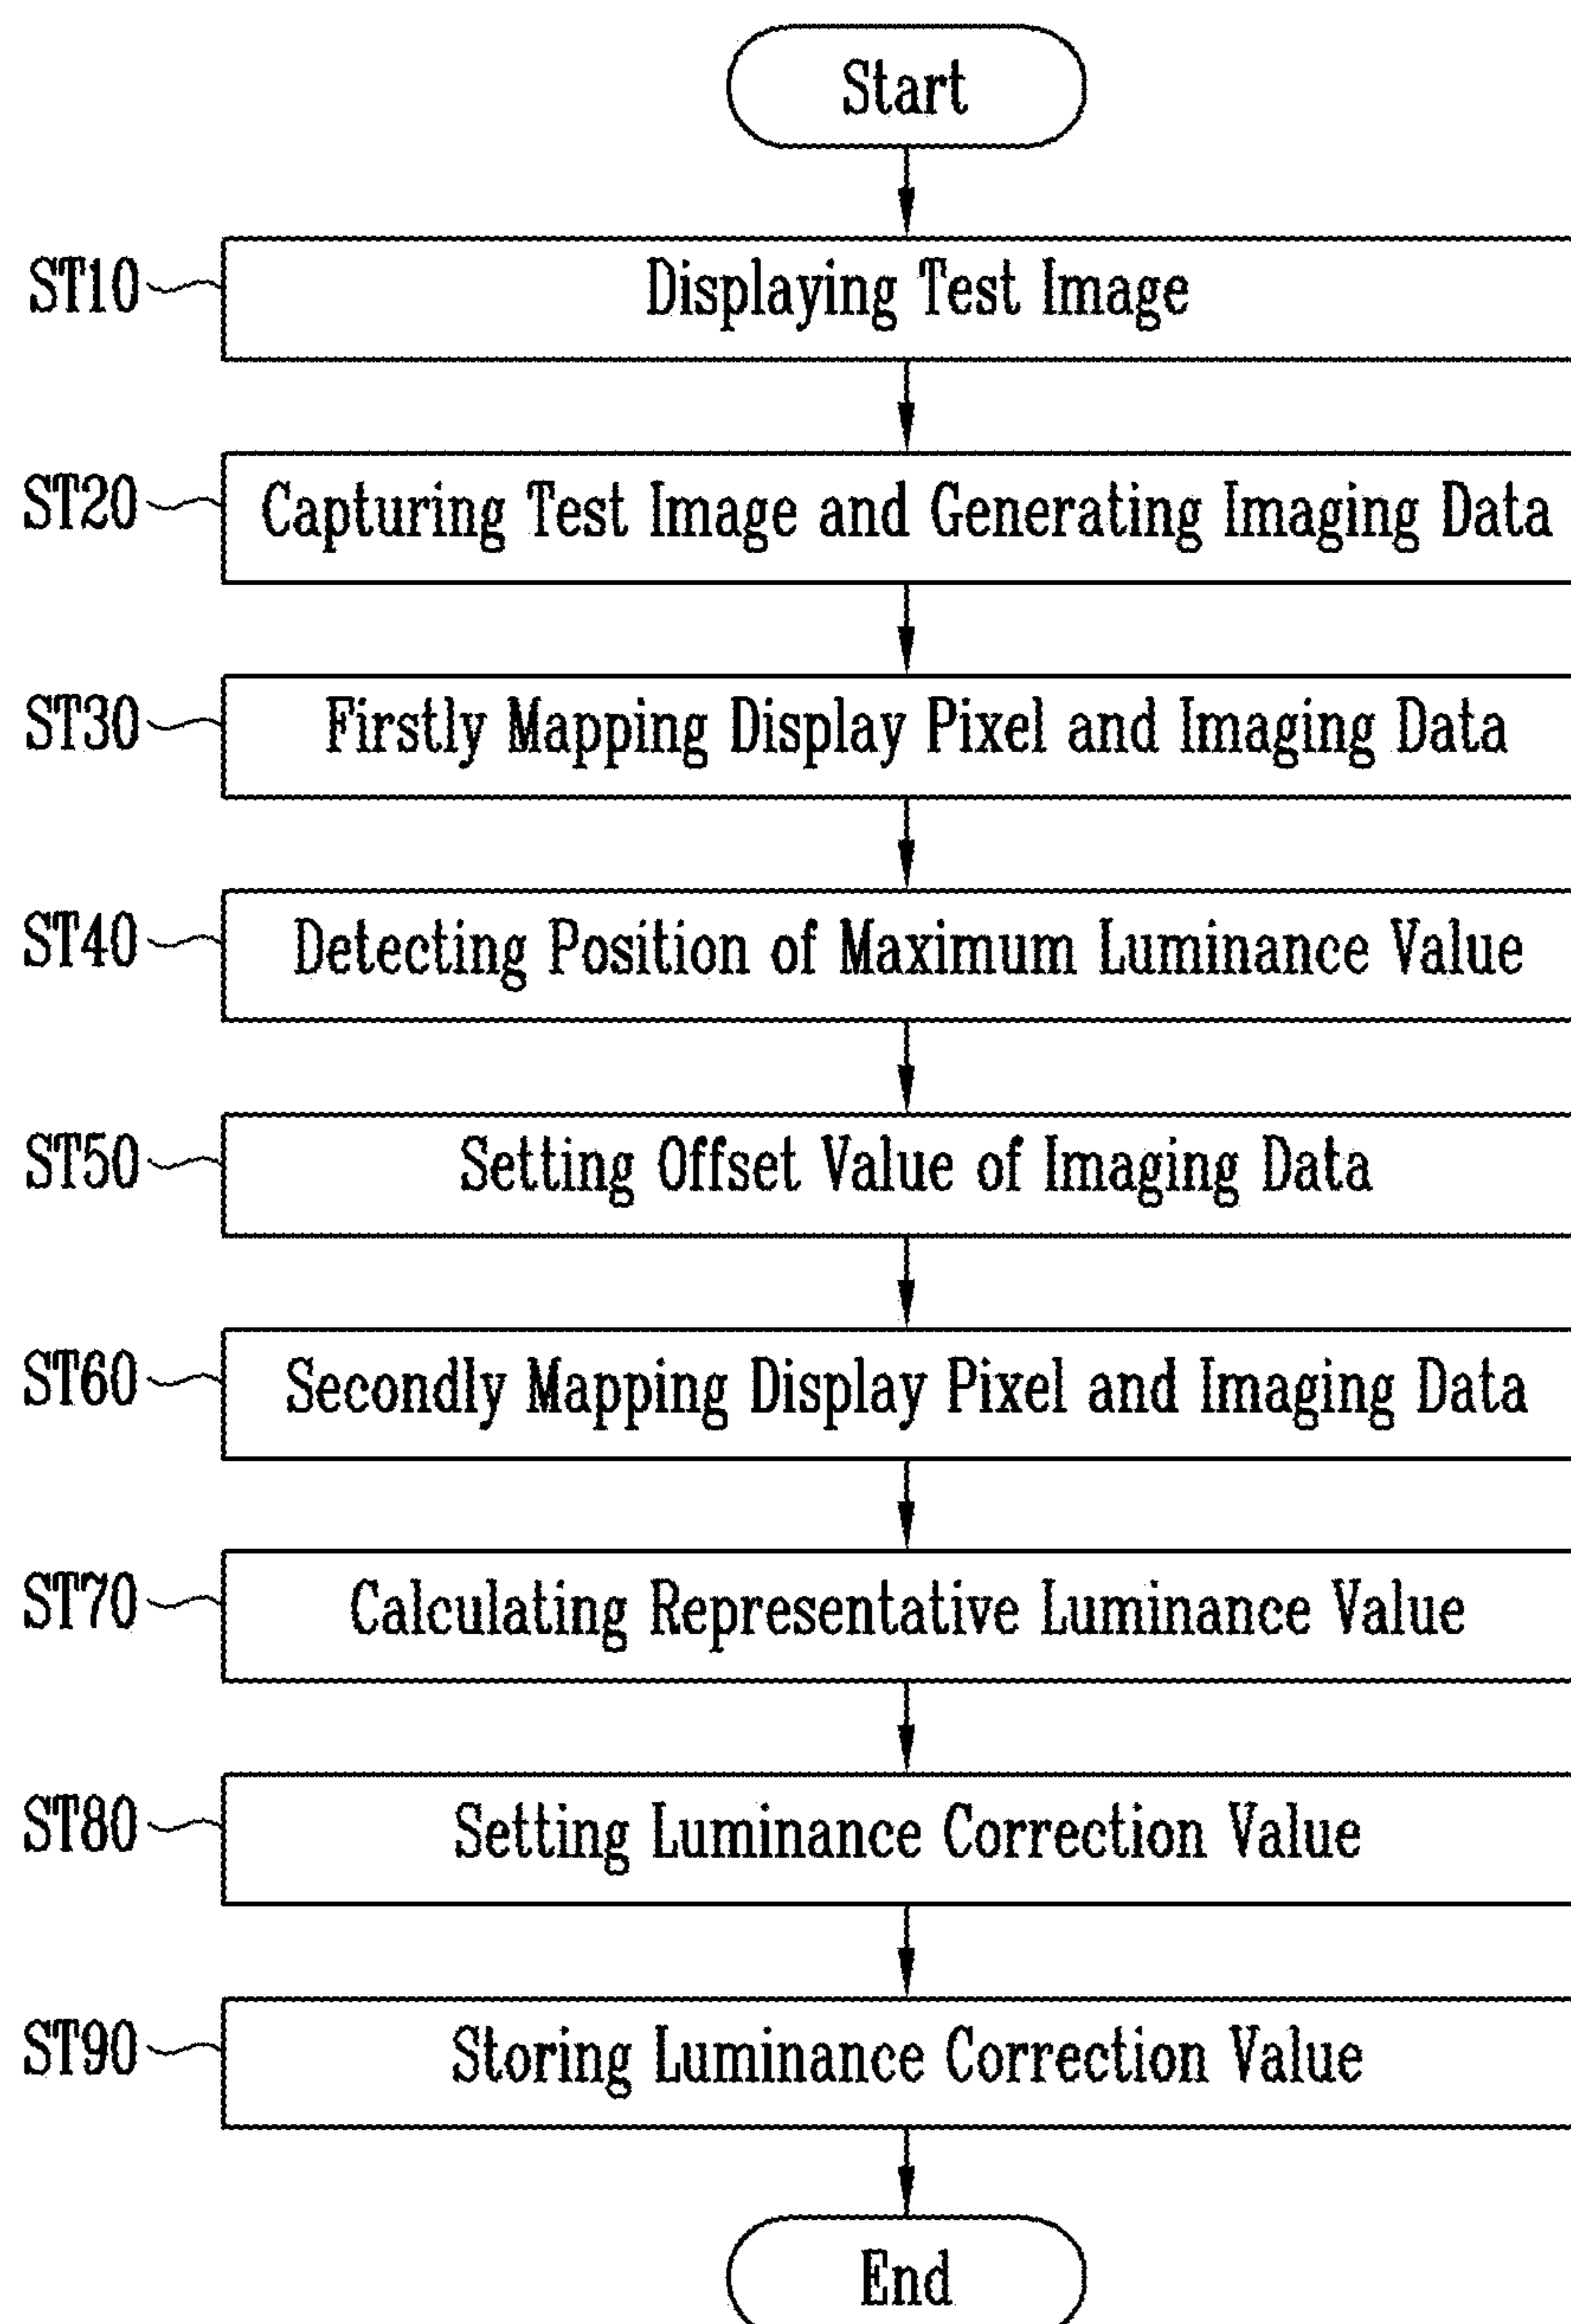 Start
ST10 Displaying Test Image
ST20 Capturing Test Image and Generating Imaging Data
ST30 Firstly Mapping Display Pixel and Imaging Data
ST40 Detecting Position of Maximum Luminance Value
ST50 Setting Offset Value of Imaging Data
ST60 Secondly Mapping Display Pixel and Imaging Data
ST70 Calculating Representative Luminance Value
ST80 Setting Luminance Correction Value
ST90 Storing Luminance Correction Value
End